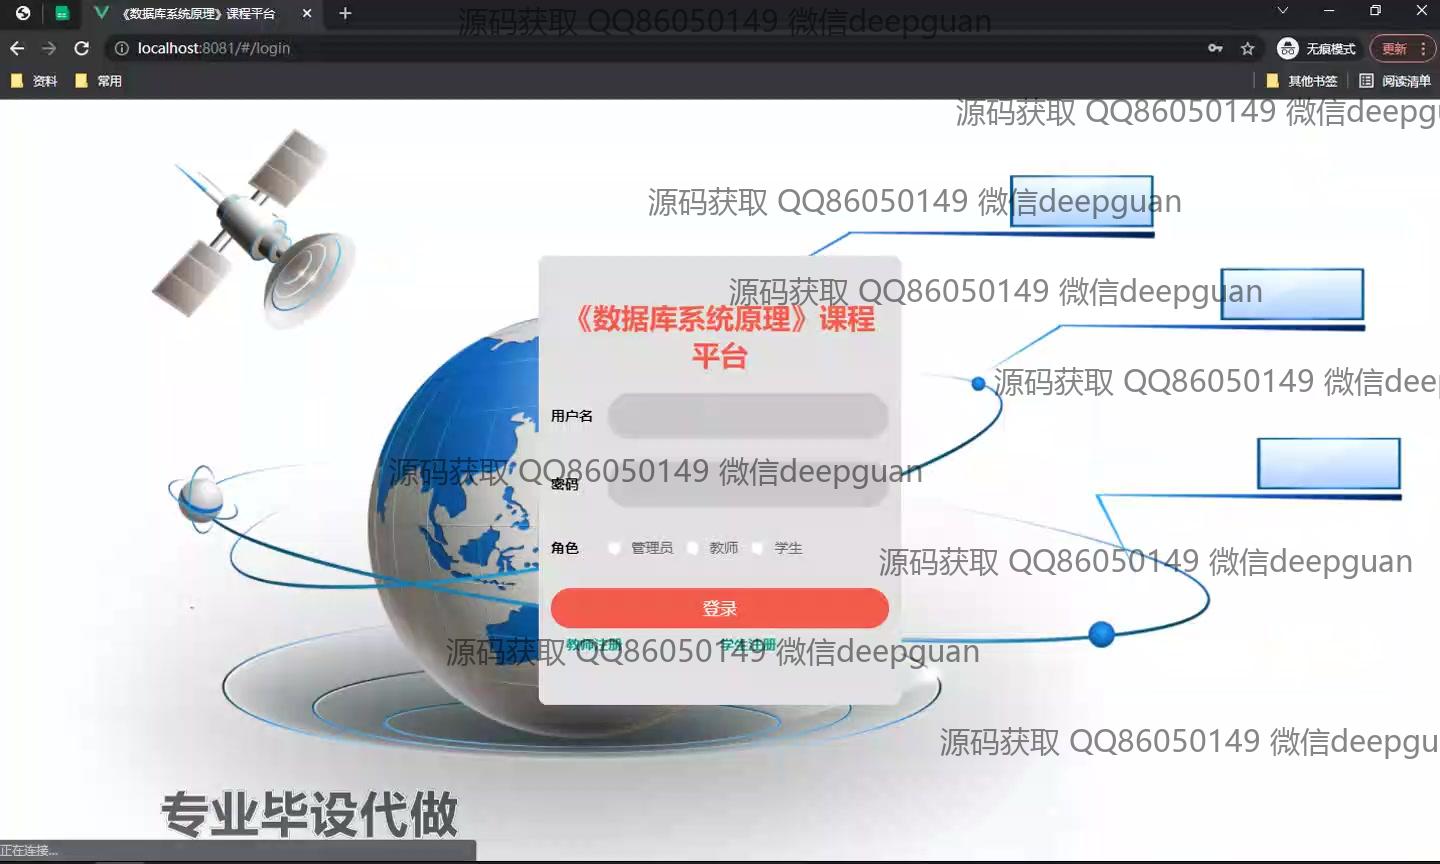 《数据库系统原理》课程平台
源码获取 QQ86050149 微信deepguan
localhost:8081/#/login
无痕模式
更新
资料
常用
其他书签
阅读清单
源码获取 QQ86050149 微信deepgu
源码获取 QQ86050149 微信deepguan
源码获取 QQ86050149 微信deepguan
《数据库系统原理》课程
平台
源码获取 QQ86050149 微信deep
用户名
源码获取 QQ86050149 微信deepguan
密码
角色 管理员 教师 学生
源码获取 QQ86050149 微信deepguan
登录
教师注册 学生注册
源码获取 QQ86050149 微信deepguan
源码获取 QQ86050149 微信deepgu
专业毕设代做
正在连接...